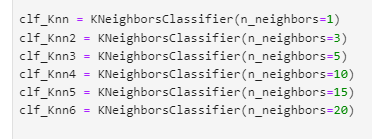 clf_Knn = KNeighborsClassifier(n_neighbors=1)
clf_Knn2 = KNeighborsClassifier(n_neighbors=3)
clf_Knn3 = KNeighborsClassifier(n_neighbors=5)
clf_Knn4 = KNeighborsClassifier(n_neighbors=10)
clf_Knn5 = KNeighborsClassifier(n_neighbors=15)
clf_Knn6 = KNeighborsClassifier(n_neighbors=20)